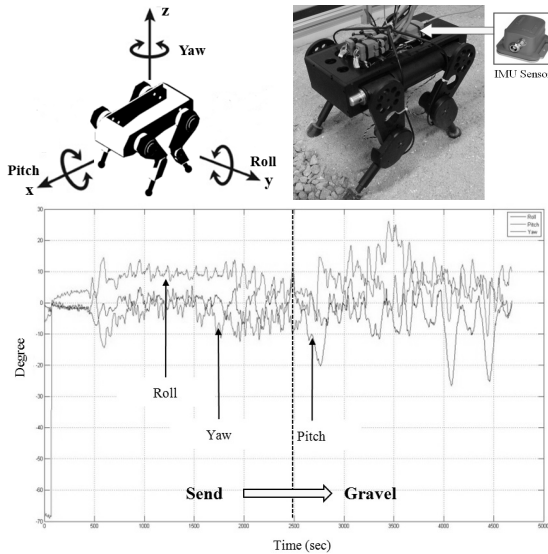 z
Yaw
Pitch
x
Roll
y
IMU Sensor
Roll
Pitch
Yaw
30
20
10
0
-10
-20
-30
-40
-50
-60
-70
Degree
Roll
Yaw
Pitch
Send
Gravel
0
500
1000
1500
2000
2500
3000
3500
4000
4500
5000
Time (sec)